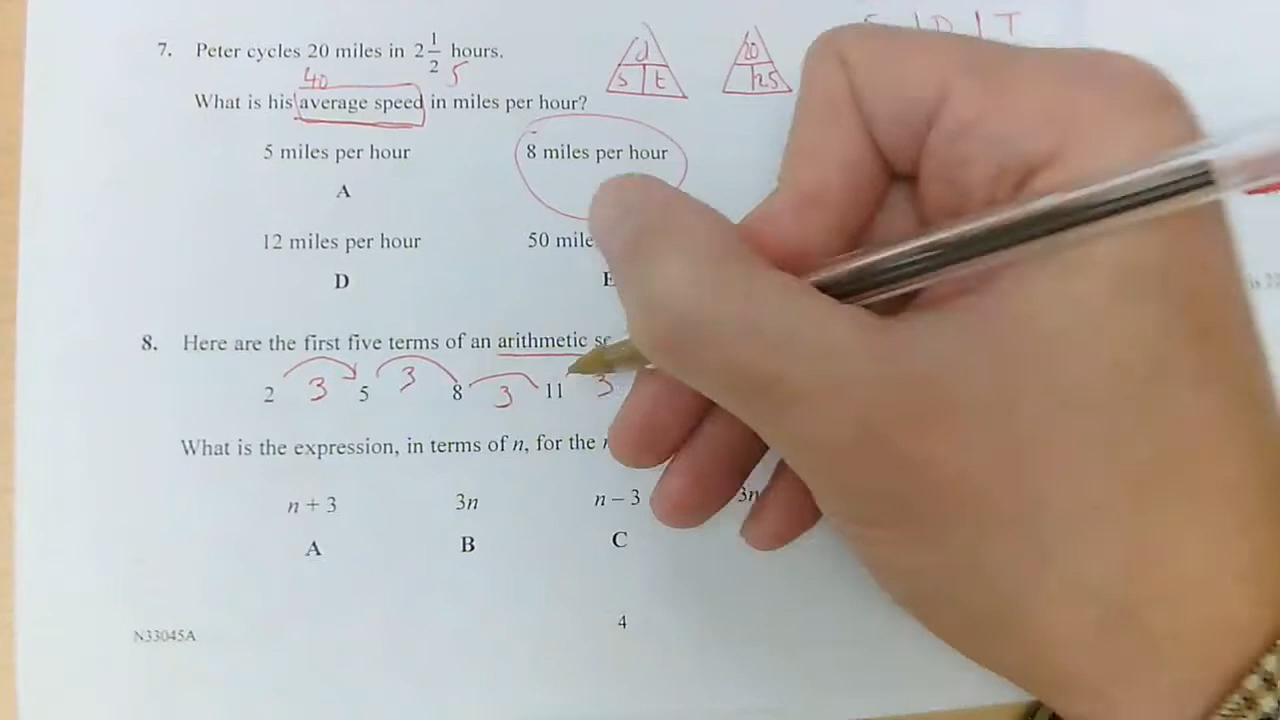 7. Peter cycles 20 miles in 2 1/2 hours.
40 5
d
s t
20
2.5
D T
What is his average speed in miles per hour?
5 miles per hour 8 miles per hour
A
12 miles per hour 50
D E
8. Here are the first five terms of an arithmetic
3 3 3 3
2 5 8 11
What is the expression, in terms of n, for the
n + 3 3n n − 3
A B C
4
N33045A